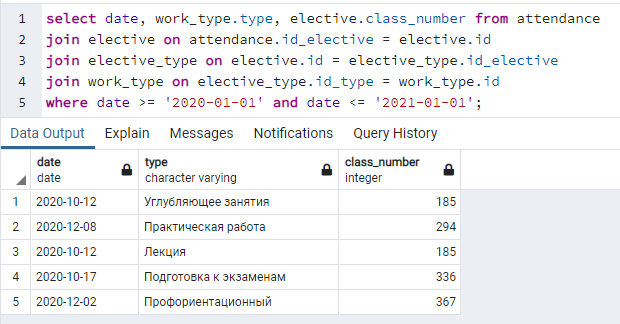 1 select date, work_type.type, elective.class_number from attendance
2 join elective on attendance.id_elective = elective.id
3 join elective_type on elective.id = elective_type.id_elective
4 join work_type on elective_type.id_type = work_type.id
5 where date >= '2020-01-01' and date <= '2021-01-01';
Data Output Explain Messages Notifications Query History
date type class_number
date character varying integer
1 2020-10-12 Углубляющее занятия 185
2 2020-12-08 Практическая работа 294
3 2020-10-12 Лекция 185
4 2020-10-17 Подготовка к экзаменам 336
5 2020-12-02 Профориентационный 367